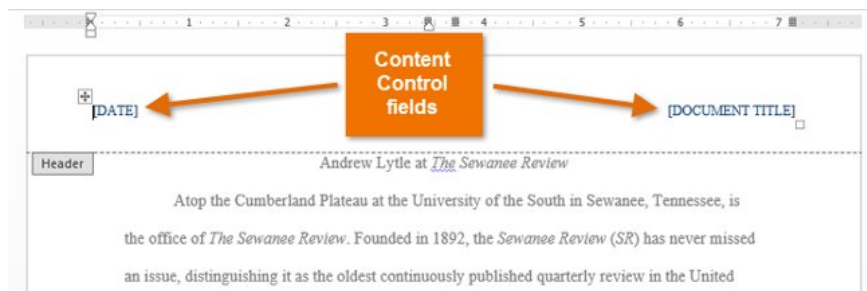 1 2 3 4 5 6 7
Content
Control
fields
[DATE]
[DOCUMENT TITLE]
Header
Andrew Lytle at The Sewanee Review
Atop the Cumberland Plateau at the University of the South in Sewanee, Tennessee, is
the office of The Sewanee Review. Founded in 1892, the Sewanee Review (SR) has never missed
an issue, distinguishing it as the oldest continuously published quarterly review in the United